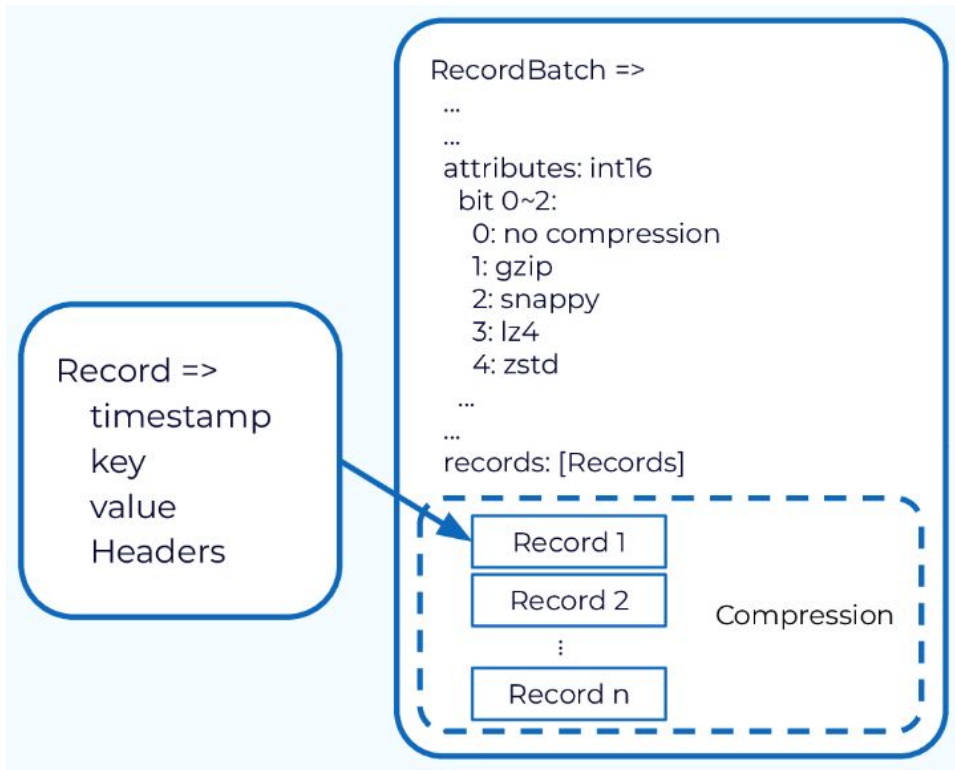 RecordBatch =>
...
...
attributes: int16
bit 0~2:
0: no compression
1: gzip
2: snappy
3: lz4
4: zstd
...
...
records: [Records]
Record =>
timestamp
key
value
Headers
Record 1
Record 2
⋮
Record n
Compression